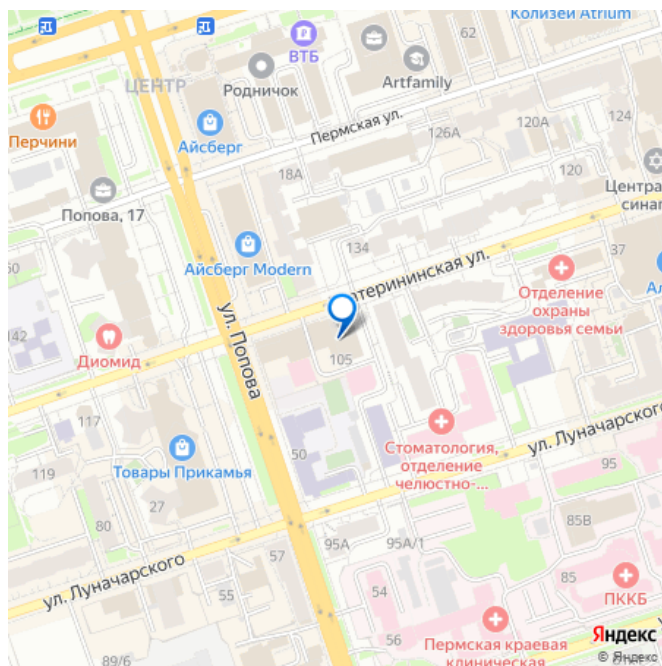 Колизей Atrium
62
ВТБ
ЦЕНТР
Родничок
Artfamily
Перчини
Айсберг
Пермская ул.
126А
120А
124
18А
120
Центра
синаг
Попова, 17
134
37
60
Айсберг Modern
атерининская ул.
Ал
Отделение
охраны
здоровья семьи
142
ул. Попова
Диомид
105
117
50
Стоматология,
отделение
челюстно-...
ул. Луначарского
119
Товары Прикамья
95
27
80
85В
95А
95А/1
57
ул. Луначарского
85
55
54
ПККБ
56
Пермская краевая
клиническая
89/6
Яндекс
© Яндекс